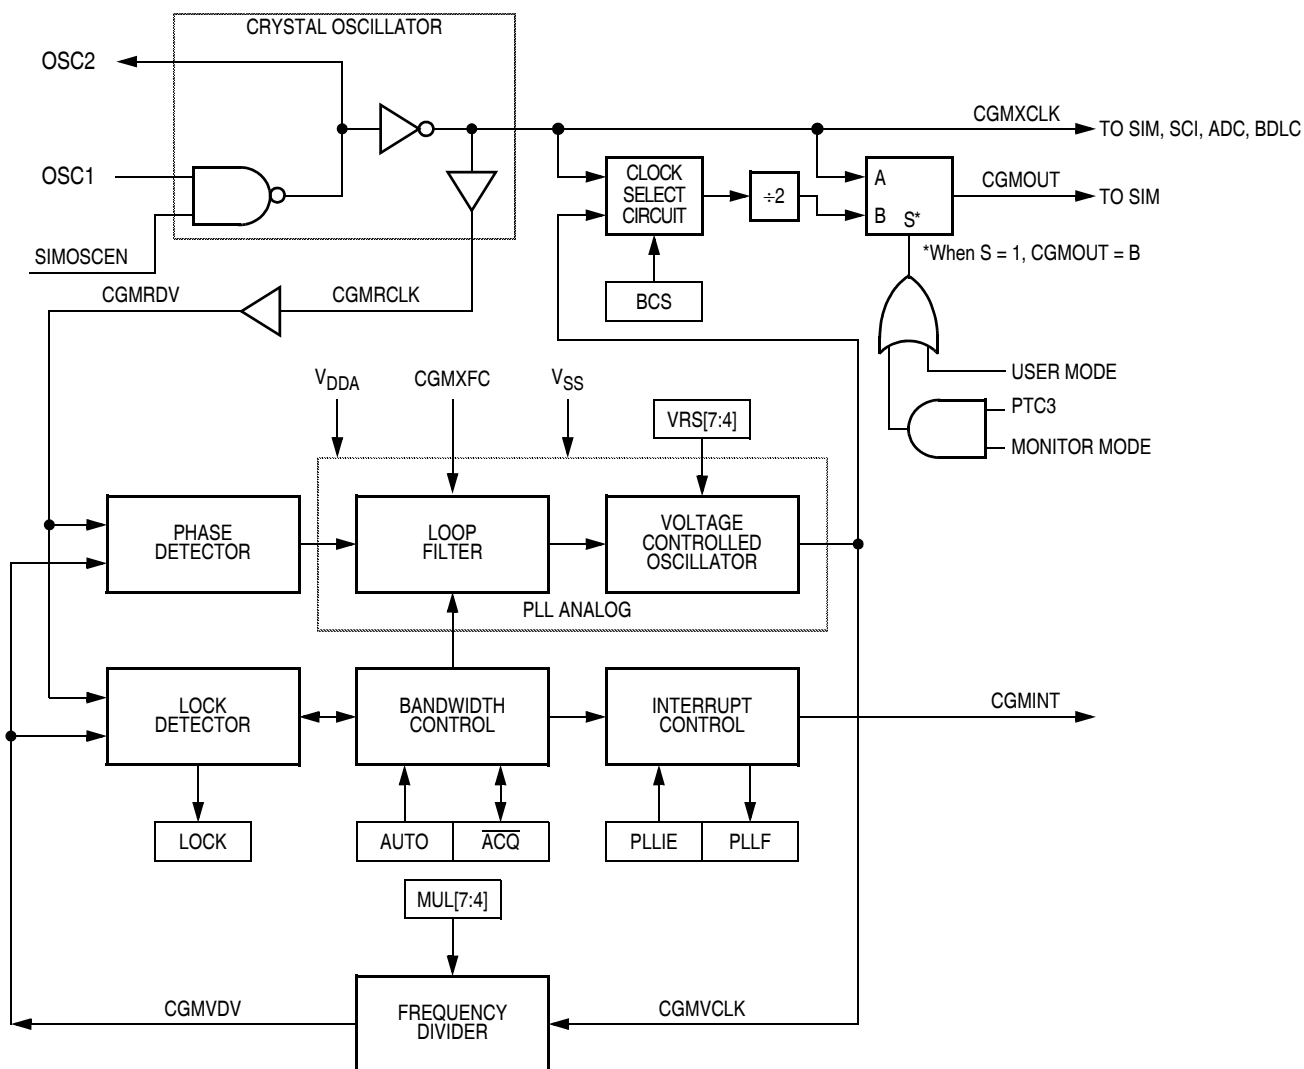 CRYSTAL OSCILLATOR
OSC2
CGMXCLK
TO SIM, SCI, ADC, BDLC
OSC1
CLOCK
SELECT
CIRCUIT
÷2
A
B
S*
CGMOUT
TO SIM
*When S = 1, CGMOUT = B
SIMOSCEN
CGMRDV
CGMRCLK
BCS
USER MODE
PTC3
MONITOR MODE
VDDA
CGMXFC
VSS
VRS[7:4]
PHASE
DETECTOR
LOOP
FILTER
VOLTAGE
CONTROLLED
OSCILLATOR
PLL ANALOG
LOCK
DETECTOR
BANDWIDTH
CONTROL
INTERRUPT
CONTROL
CGMINT
LOCK
AUTO
A̅C̅Q̅
PLLIE
PLLF
MUL[7:4]
CGMVDV
FREQUENCY
DIVIDER
CGMVCLK